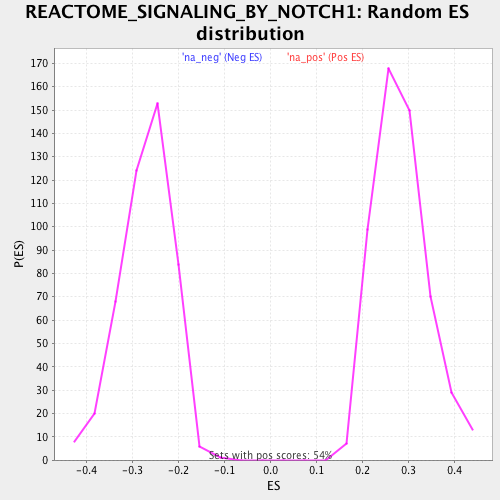 REACTOME_SIGNALING_BY_NOTCH1: Random ES
distribution
'na_neg' (Neg ES) 'na_pos' (Pos ES)
170
160
150
140
130
120
110
100
90
80
70
60
50
40
30
20
10
0
P(ES)
Sets with pos scores: 54%
-0.4 -0.3 -0.2 -0.1 0.0 0.1 0.2 0.3 0.4
ES